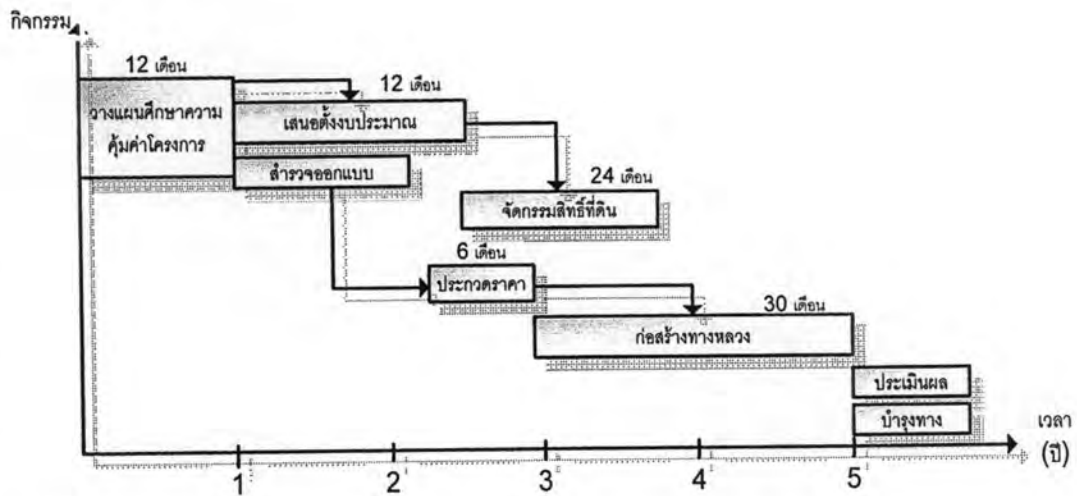 กิจกรรม
12 เดือน
วางแผนศึกษาความ
คุ้มค่าโครงการ
12 เดือน
เสนอตั้งงบประมาณ
สำรวจออกแบบ
24 เดือน
จัดกรรมสิทธิ์ที่ดิน
6 เดือน
ประกวดราคา
30 เดือน
ก่อสร้างทางหลวง
ประเมินผล
บำรุงทาง
เวลา
(ปี)
1 2 3 4 5